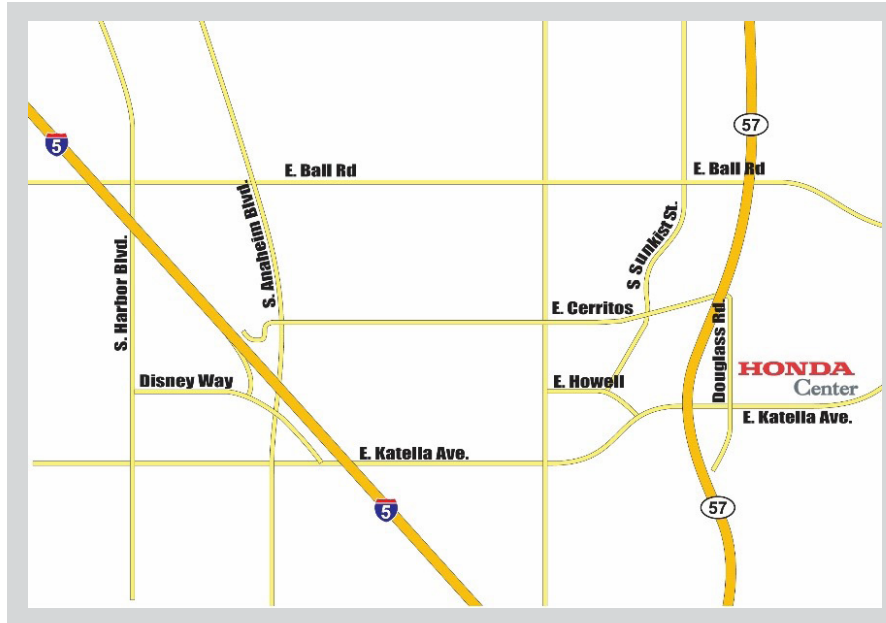 57
5
E. Ball Rd
E. Ball Rd
S. Anaheim Blvd.
S Sunkist St.
S. Harbor Blvd.
E. Cerritos
Douglass Rd.
HONDA
Center
Disney Way
E. Howell
E. Katella Ave.
E. Katella Ave.
5
57